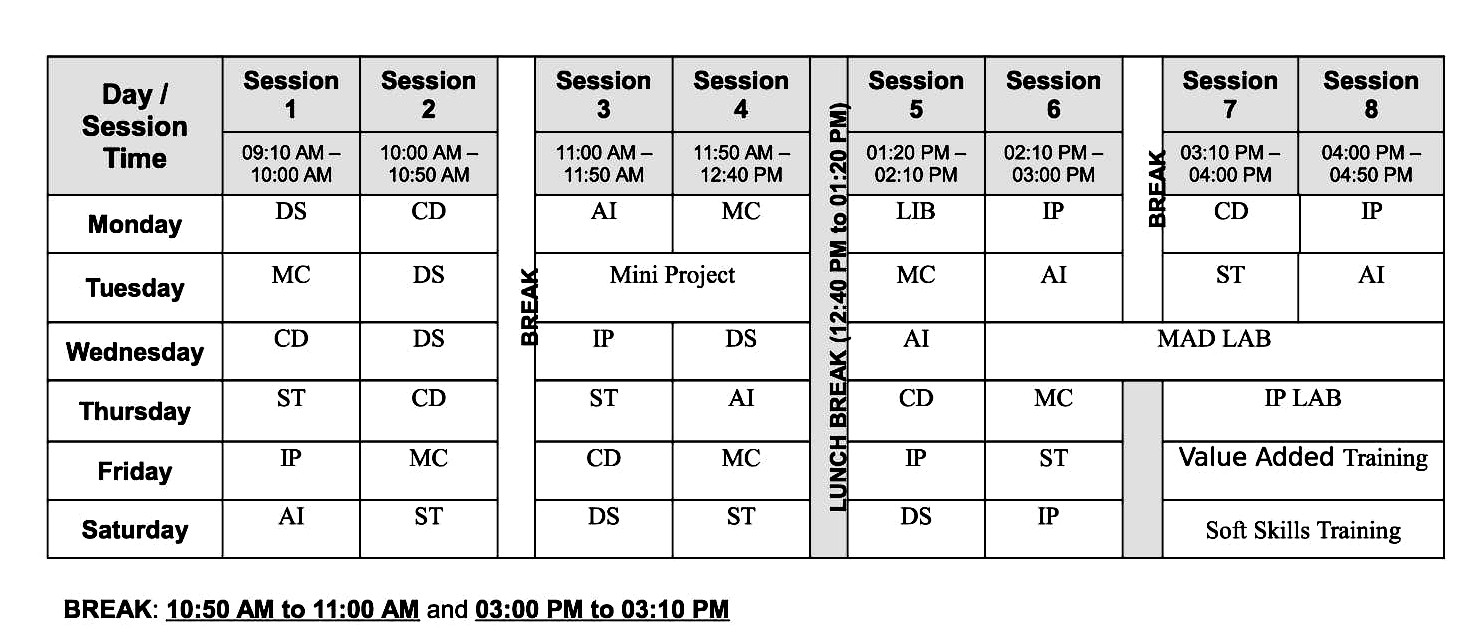 Day / Session Time Session 1 Session 2 Session 3 Session 4 Session 5 Session 6 Session 7 Session 8
09:10 AM – 10:00 AM 10:00 AM – 10:50 AM 11:00 AM – 11:50 AM 11:50 AM – 12:40 PM 01:20 PM – 02:10 PM 02:10 PM – 03:00 PM 03:10 PM – 04:00 PM 04:00 PM – 04:50 PM
BREAK
LUNCH BREAK (12:40 PM to 01:20 PM)
BREAK
Monday DS CD AI MC LIB IP CD IP
Tuesday MC DS Mini Project MC AI ST AI
Wednesday CD DS IP DS AI MAD LAB
Thursday ST CD ST AI CD MC IP LAB
Friday IP MC CD MC IP ST Value Added Training
Saturday AI ST DS ST DS IP Soft Skills Training
BREAK: 10:50 AM to 11:00 AM and 03:00 PM to 03:10 PM